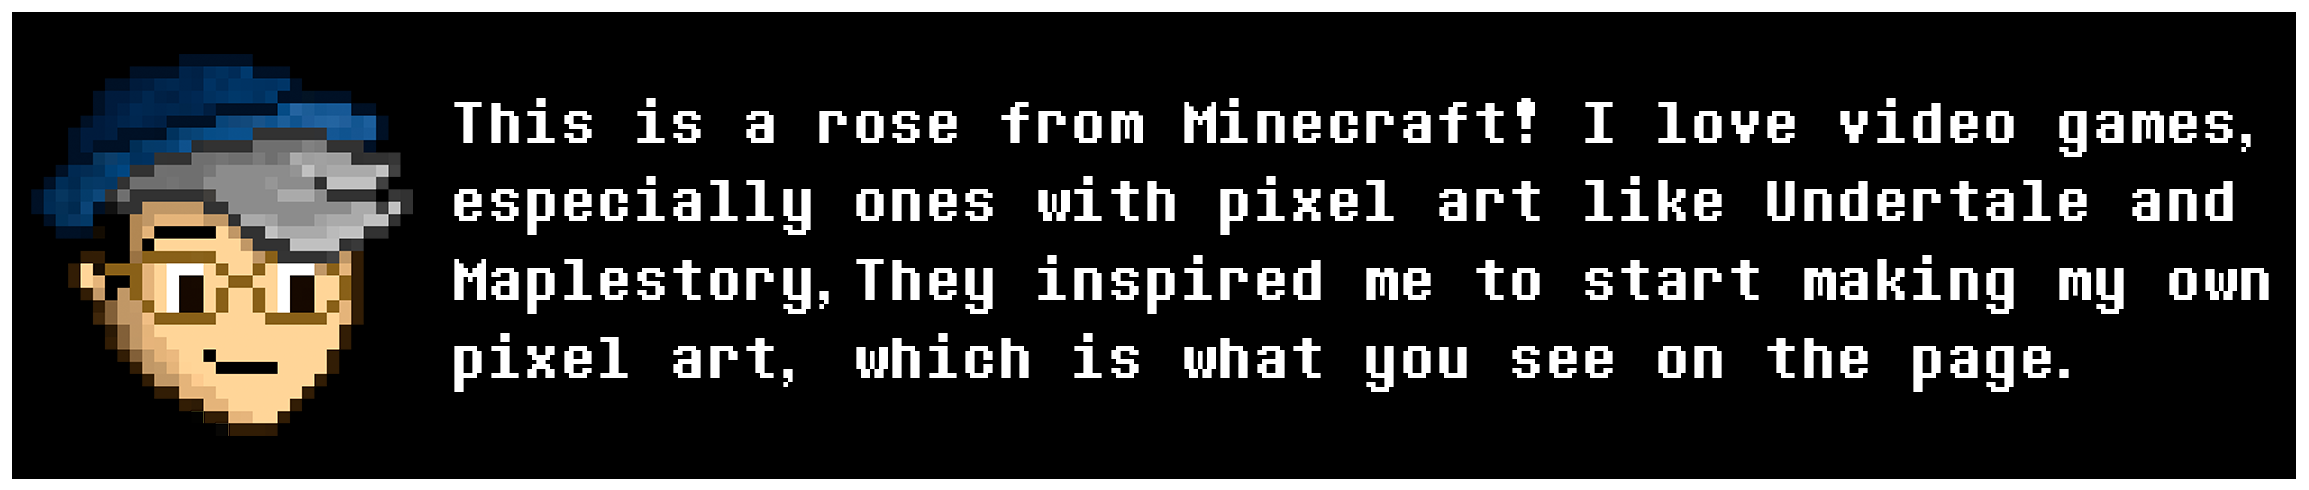 This is a rose from Minecraft! I love video games,
especially ones with pixel art like Undertale and
Maplestory, They inspired me to start making my own
pixel art, which is what you see on the page.